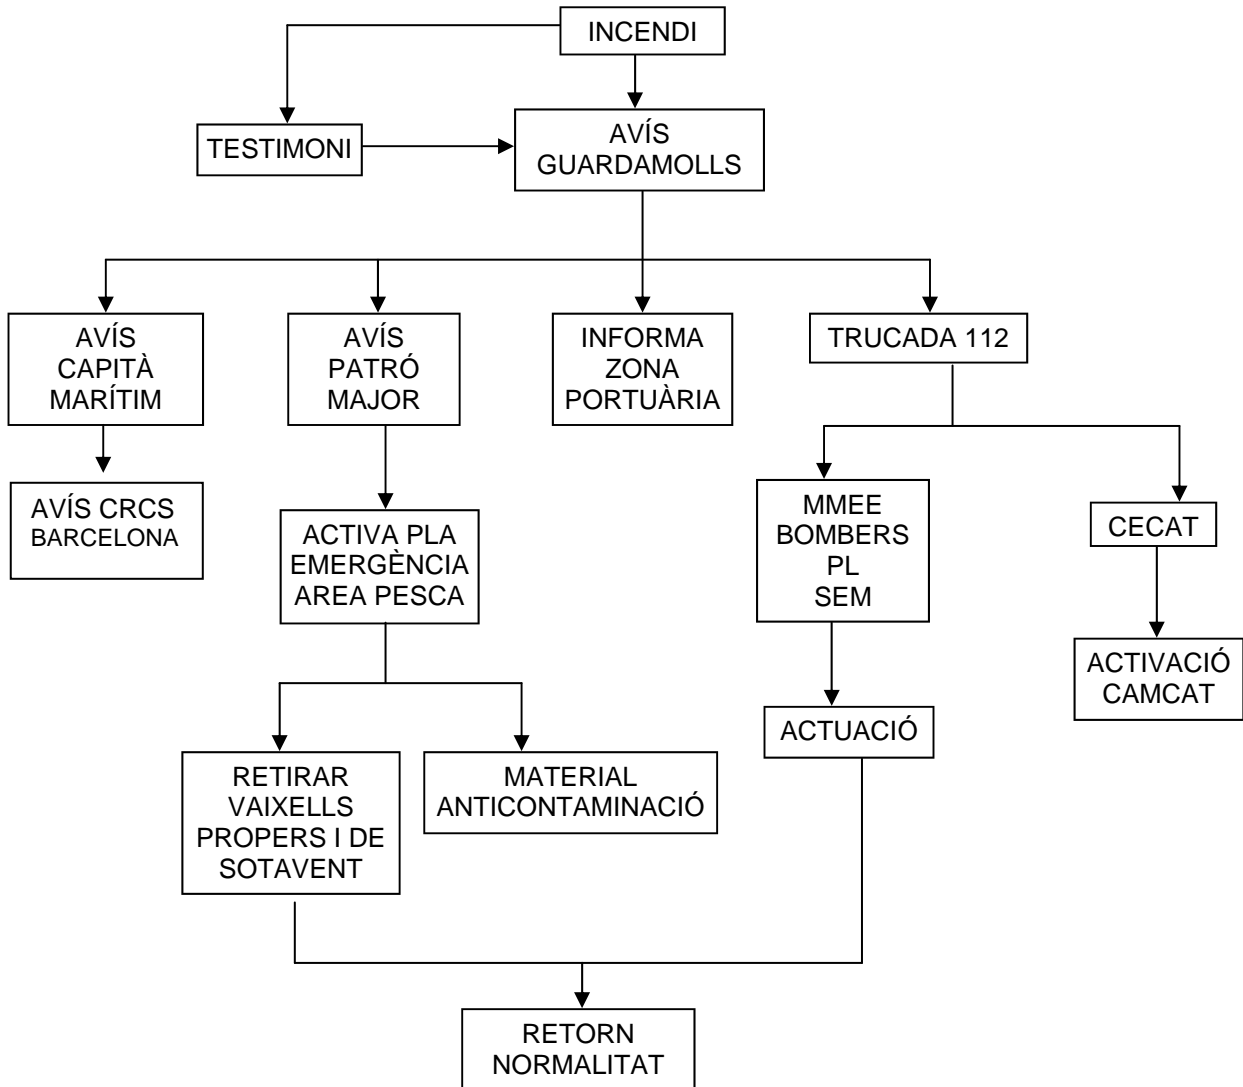 INCENDI
TESTIMONI
AVÍS
GUARDAMOLLS
AVÍS
CAPITÀ
MARÍTIM
AVÍS
PATRÓ
MAJOR
INFORMA
ZONA
PORTUÀRIA
TRUCADA 112
AVÍS CRCS
BARCELONA
ACTIVA PLA
EMERGÈNCIA
AREA PESCA
MMEE
BOMBERS
PL
SEM
CECAT
ACTIVACIÓ
CAMCAT
RETIRAR
VAIXELLS
PROPERS I DE
SOTAVENT
MATERIAL
ANTICONTAMINACIÓ
ACTUACIÓ
RETORN
NORMALITAT